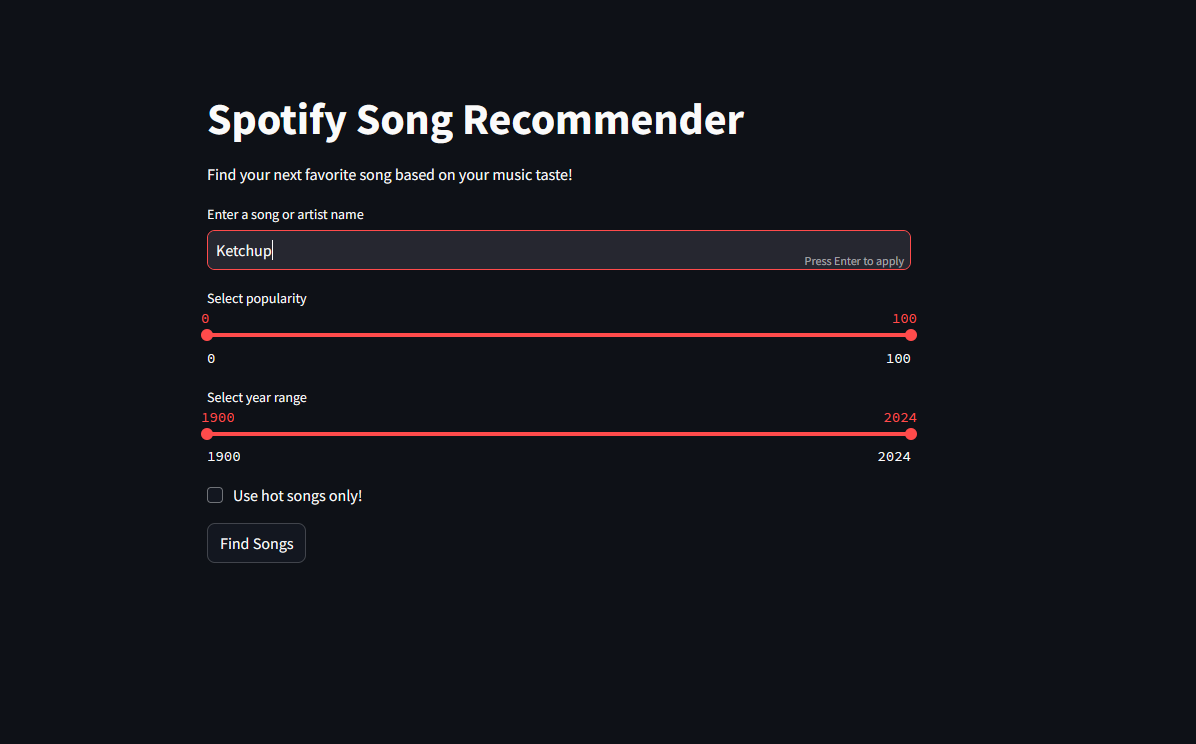 Spotify Song Recommender
Find your next favorite song based on your music taste!
Enter a song or artist name
Ketchup
Press Enter to apply
Select popularity
0 100
0 100
Select year range
1900 2024
1900 2024
Use hot songs only!
Find Songs